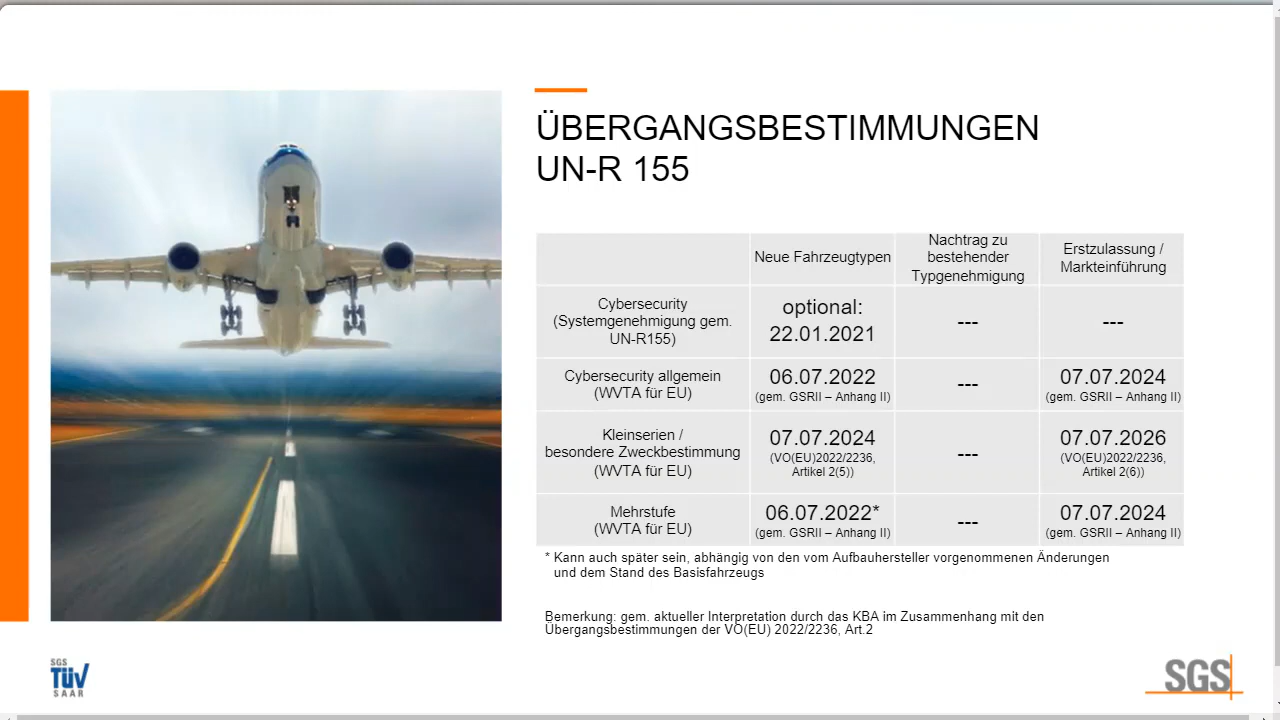 ÜBERGANGSBESTIMMUNGEN
UN-R 155
Neue Fahrzeugtypen
Nachtrag zu
bestehender
Typgenehmigung
Erstzulassung /
Markteinführung
Cybersecurity
(Systemgenehmigung gem.
UN-R155)
optional:
22.01.2021
---
---
Cybersecurity allgemein
(WVTA für EU)
06.07.2022
(gem. GSRII – Anhang II)
---
07.07.2024
(gem. GSRII – Anhang II)
Kleinserien /
besondere Zweckbestimmung
(WVTA für EU)
07.07.2024
(VO(EU)2022/2236,
Artikel 2(5))
---
07.07.2026
(VO(EU)2022/2236,
Artikel 2(6))
Mehrstufe
(WVTA für EU)
06.07.2022*
(gem. GSRII – Anhang II)
---
07.07.2024
(gem. GSRII – Anhang II)
* Kann auch später sein, abhängig von den vom Aufbauhersteller vorgenommenen Änderungen
und dem Stand des Basisfahrzeugs
Bemerkung: gem. aktueller Interpretation durch das KBA im Zusammenhang mit den
Übergangsbestimmungen der VO(EU) 2022/2236, Art.2
SGS
TÜV
SAAR
SGS